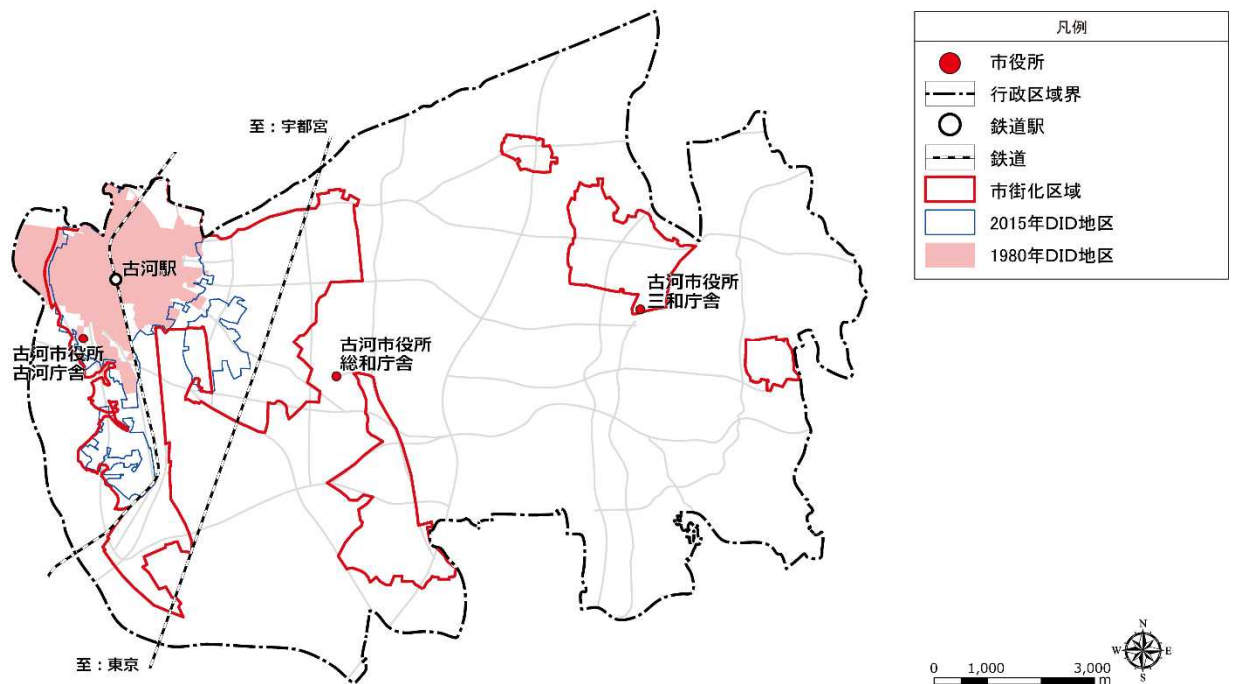 凡例
市役所
行政区域界
鉄道駅
鉄道
市街化区域
2015年DID地区
1980年DID地区
至：宇都宮
古河駅
古河市役所
三和庁舎
古河市役所
総和庁舎
古河市役所
古河庁舎
至：東京
N
W E
S
0 1,000 3,000
m